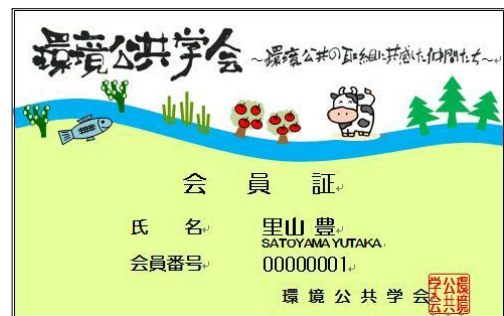 環境公共学会 ~環境公共の取組に共感した仲間たち~
会員証
氏名 里山 豊
SATOYAMA YUTAKA
会員番号 00000001
環境公共学会
環境公共学会